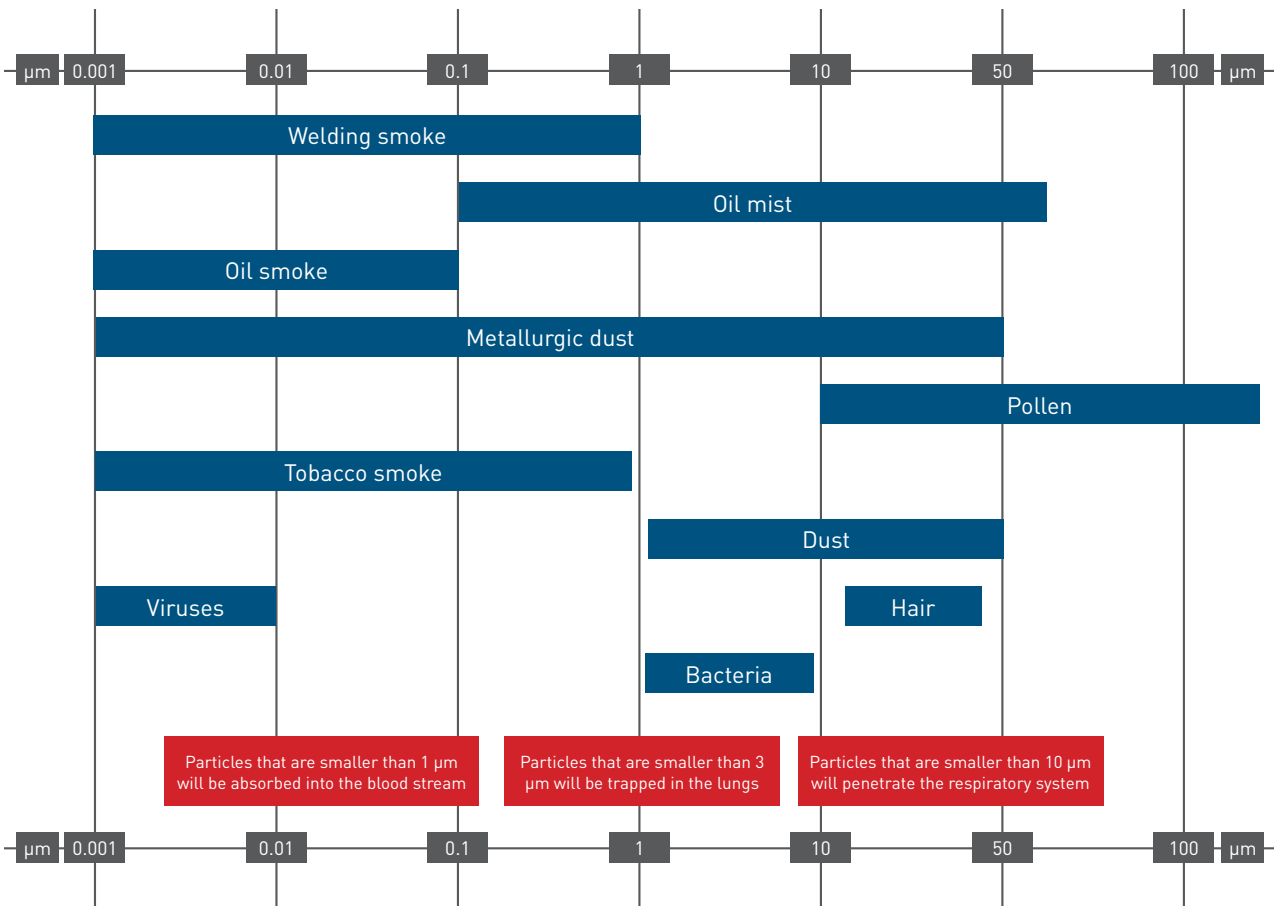 µm 0.001 0.01 0.1 1 10 50 100 µm
Welding smoke
Oil mist
Oil smoke
Metallurgic dust
Pollen
Tobacco smoke
Dust
Viruses
Hair
Bacteria
Particles that are smaller than 1 µm
will be absorbed into the blood stream
Particles that are smaller than 3
µm will be trapped in the lungs
Particles that are smaller than 10 µm
will penetrate the respiratory system
µm 0.001 0.01 0.1 1 10 50 100 µm